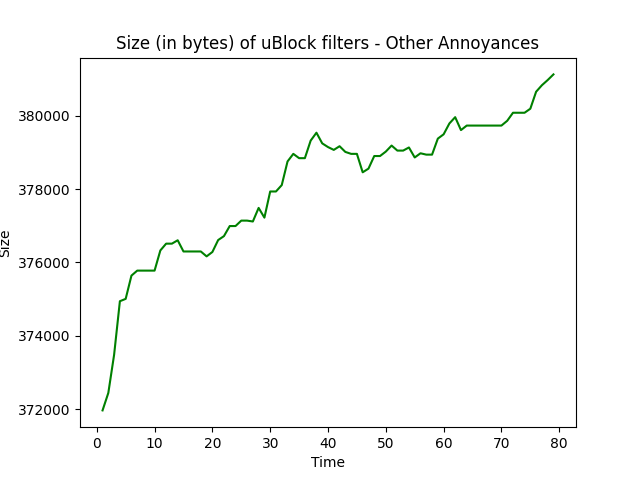 Size (in bytes) of uBlock filters - Other Annoyances
380000
378000
376000
374000
372000
Size
0 10 20 30 40 50 60 70 80
Time